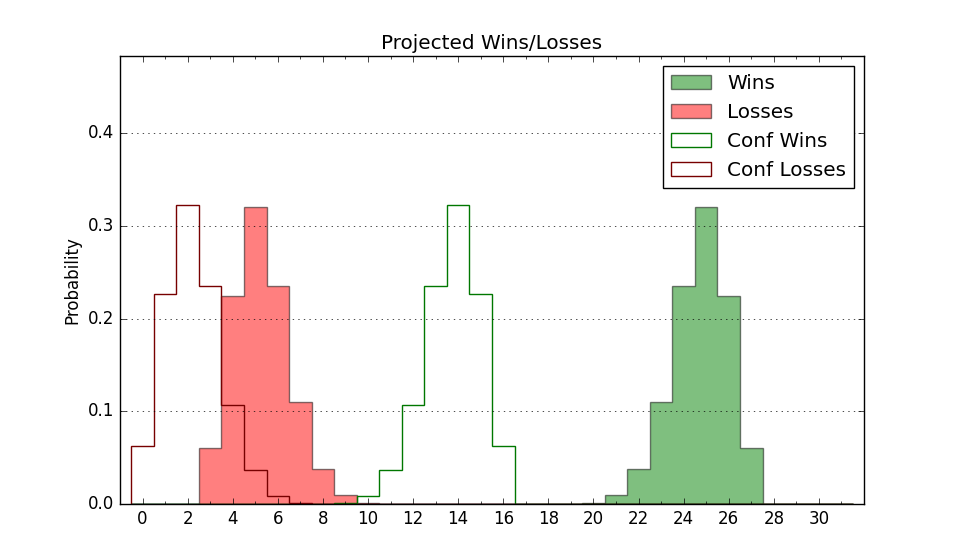 Projected Wins/Losses
Wins
Losses
Conf Wins
Conf Losses
Probability
0.4
0.3
0.2
0.1
0.0
0 2 4 6 8 10 12 14 16 18 20 22 24 26 28 30